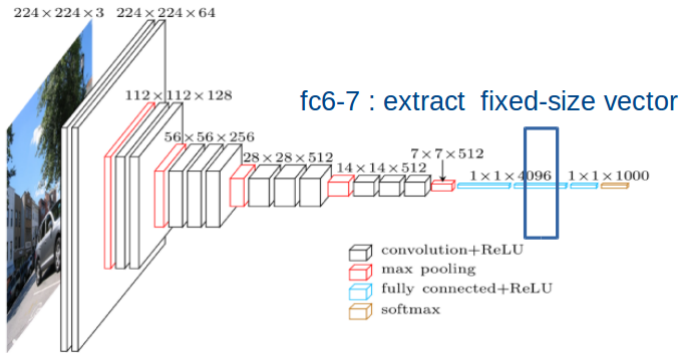 224×224×3 224×224×64
112×112×128
fc6-7 : extract fixed-size vector
56×56×256
28×28×512
7×7×512
14×14×512
1×1×4096 1×1×1000
convolution+ReLU
max pooling
fully connected+ReLU
softmax